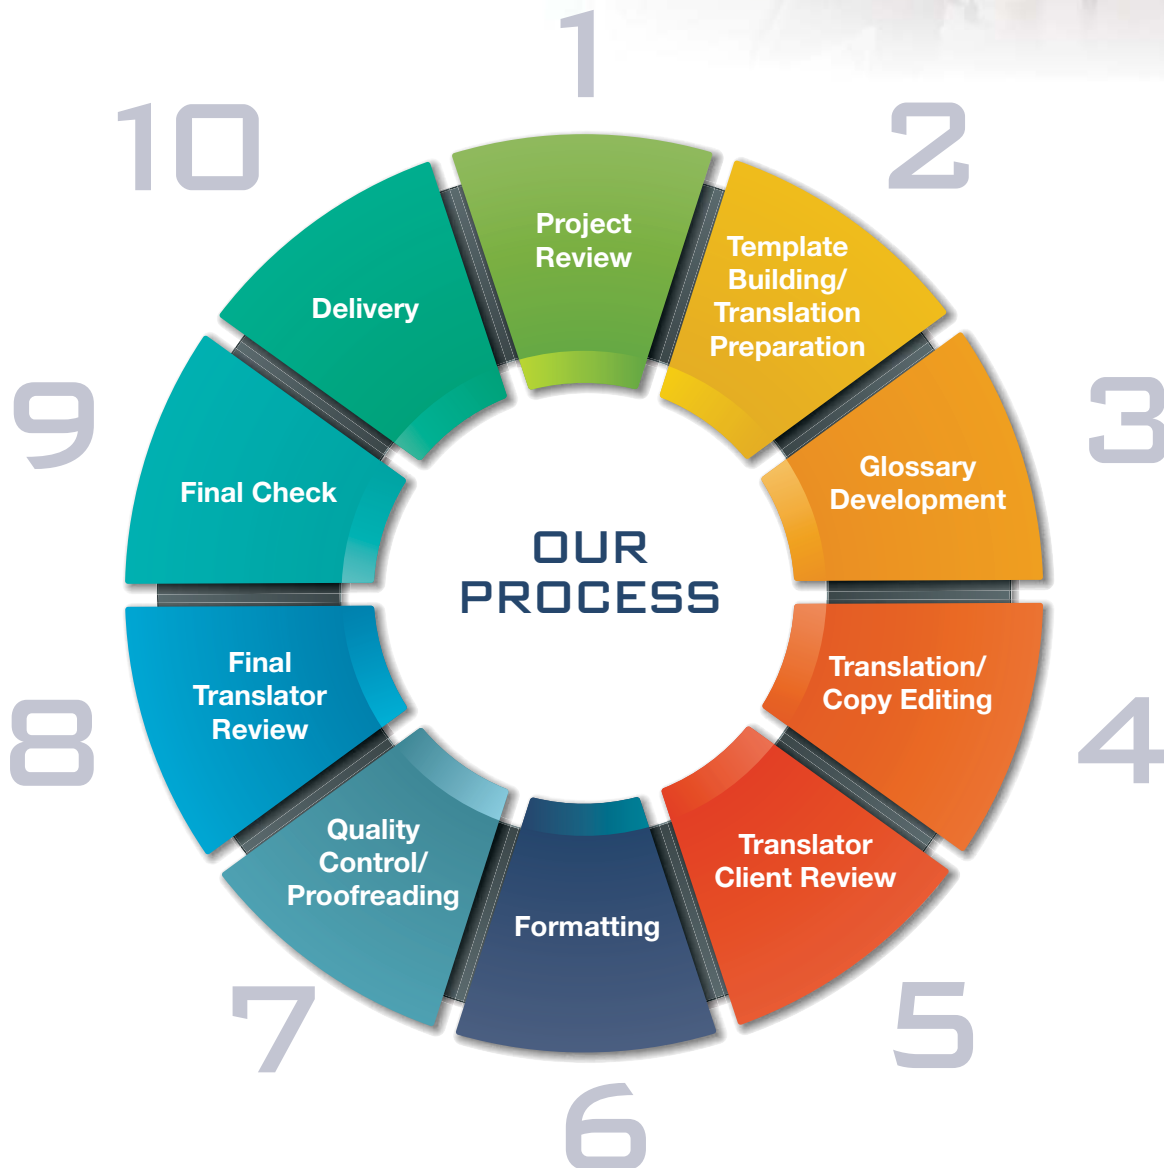 1
Project
Review
2
Template
Building/
Translation
Preparation
3
Glossary
Development
4
Translation/
Copy Editing
5
Translator
Client Review
6
Formatting
7
Quality
Control/
Proofreading
8
Final
Translator
Review
9
Final Check
10
Delivery
OUR
PROCESS